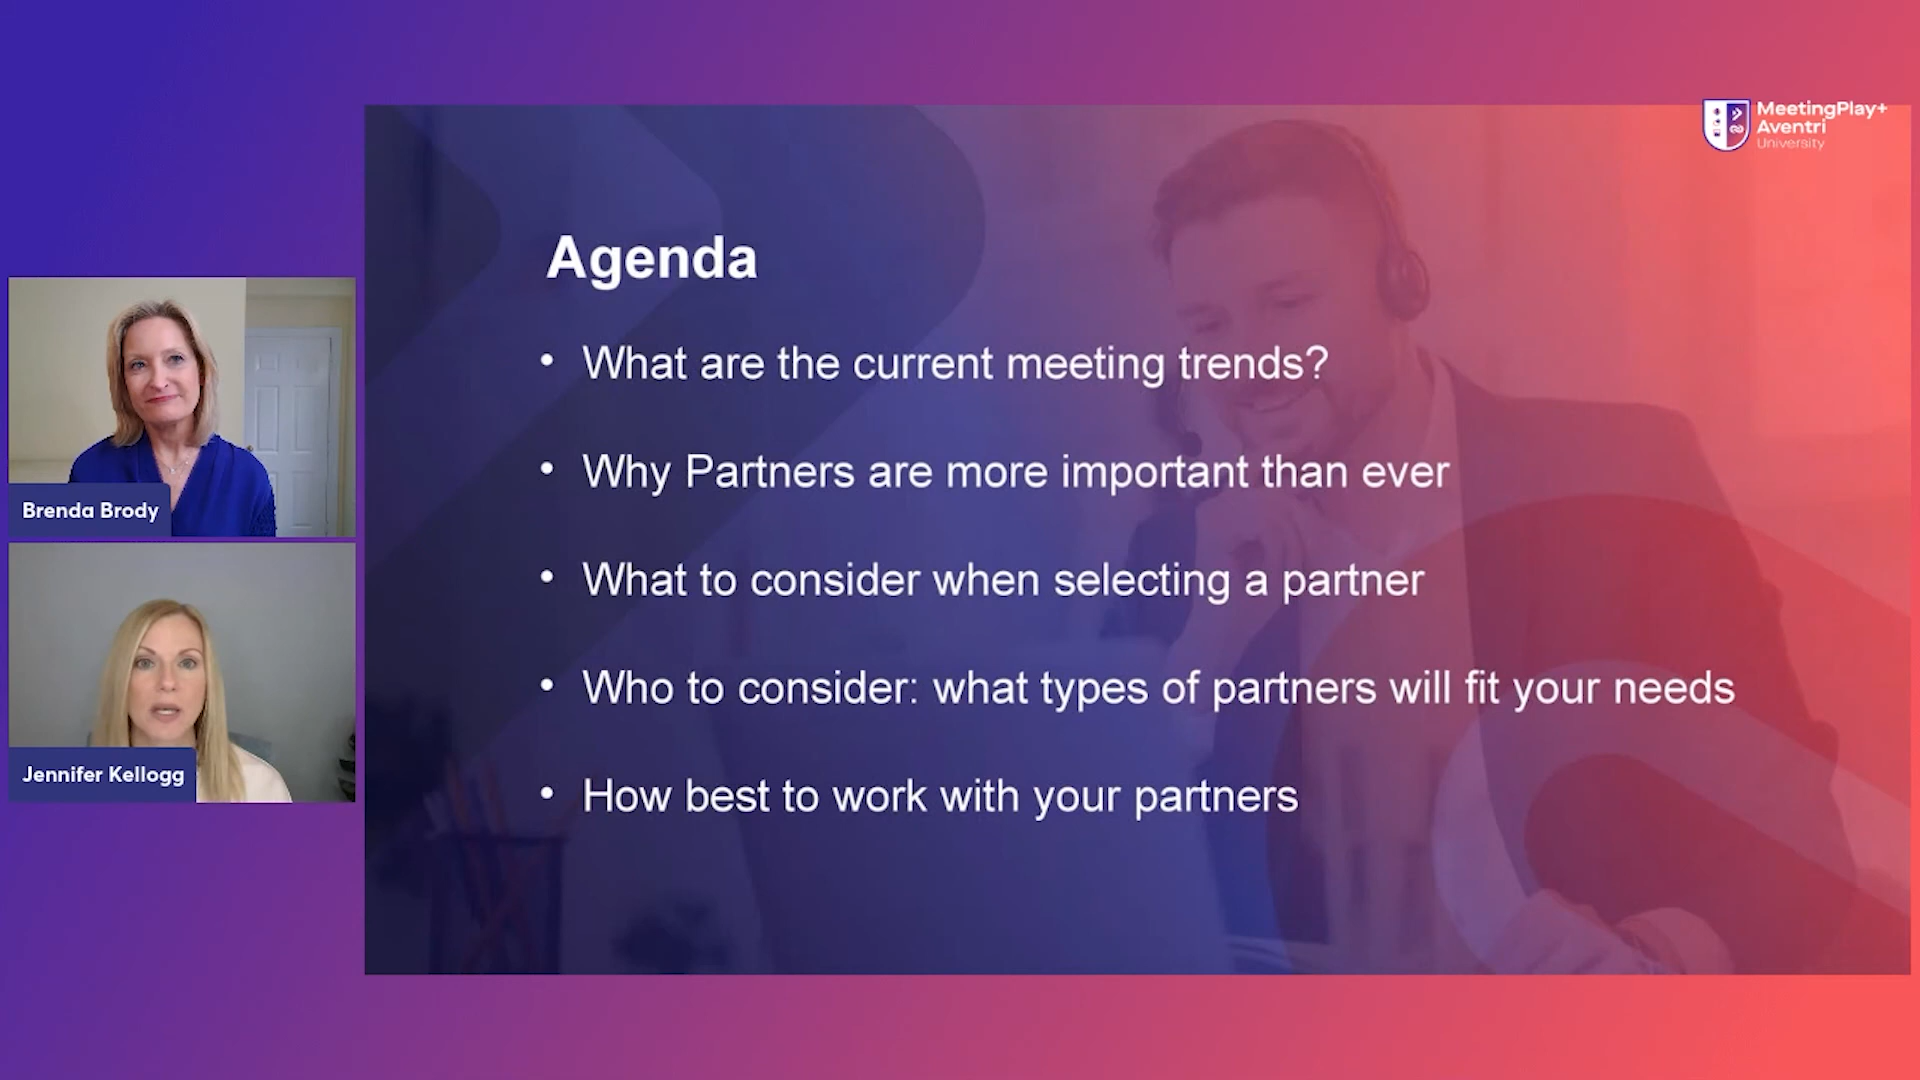 MeetingPlay+
Aventri
University
Agenda
• What are the current meeting trends?
• Why Partners are more important than ever
• What to consider when selecting a partner
• Who to consider: what types of partners will fit your needs
• How best to work with your partners
Brenda Brody
Jennifer Kellogg